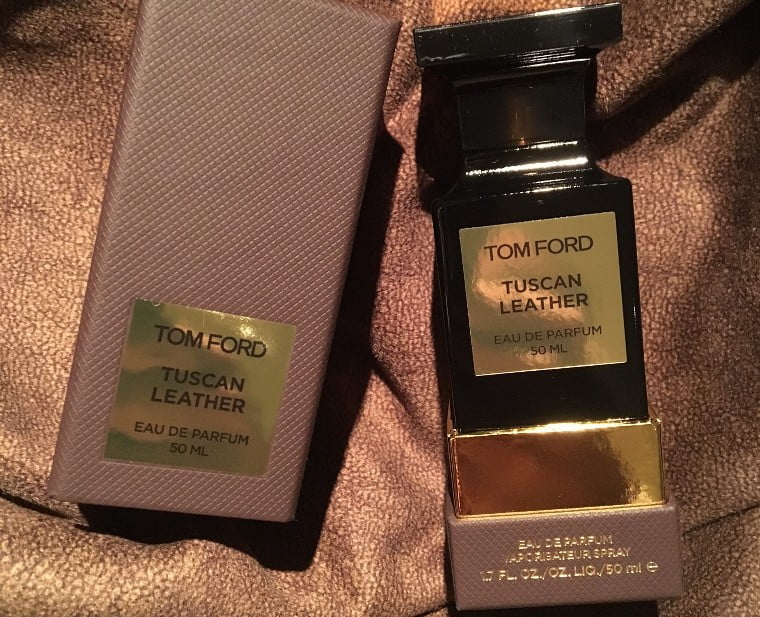 TOM FORD
TUSCAN
LEATHER
EAU DE PARFUM
50 ML
TOM FORD
TUSCAN
LEATHER
EAU DE PARFUM
50 ML
EAU DE PARFUM
VAPORISATEUR SPRAY
1.7 FL. OZ./OZ. LIQ./50 ml ℮